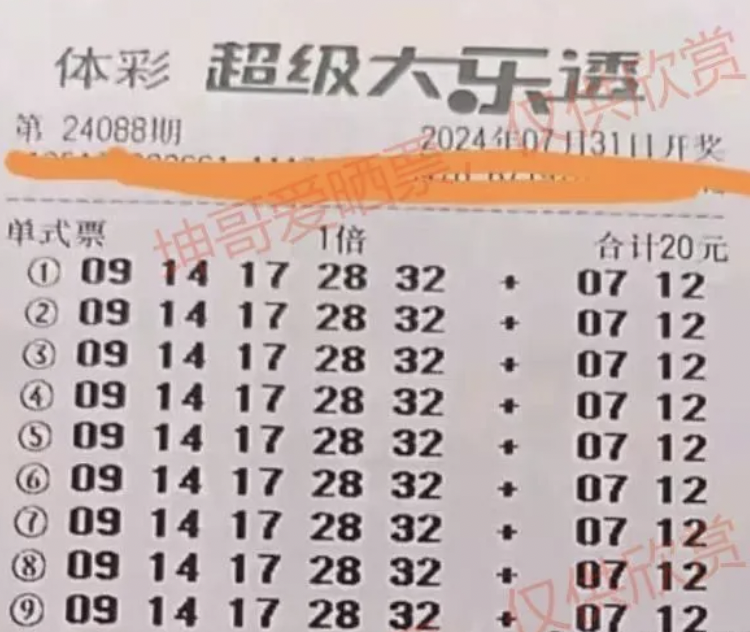 体彩 超级大乐透
第 24088期 2024年07月31日开奖
单式票 1倍 合计20元
① 09 14 17 28 32 + 07 12
② 09 14 17 28 32 + 07 12
③ 09 14 17 28 32 + 07 12
④ 09 14 17 28 32 + 07 12
⑤ 09 14 17 28 32 + 07 12
⑥ 09 14 17 28 32 + 07 12
⑦ 09 14 17 28 32 + 07 12
⑧ 09 14 17 28 32 + 07 12
⑨ 09 14 17 28 32 + 07 12
坤哥爱晒票,仅供欣赏
仅供欣赏